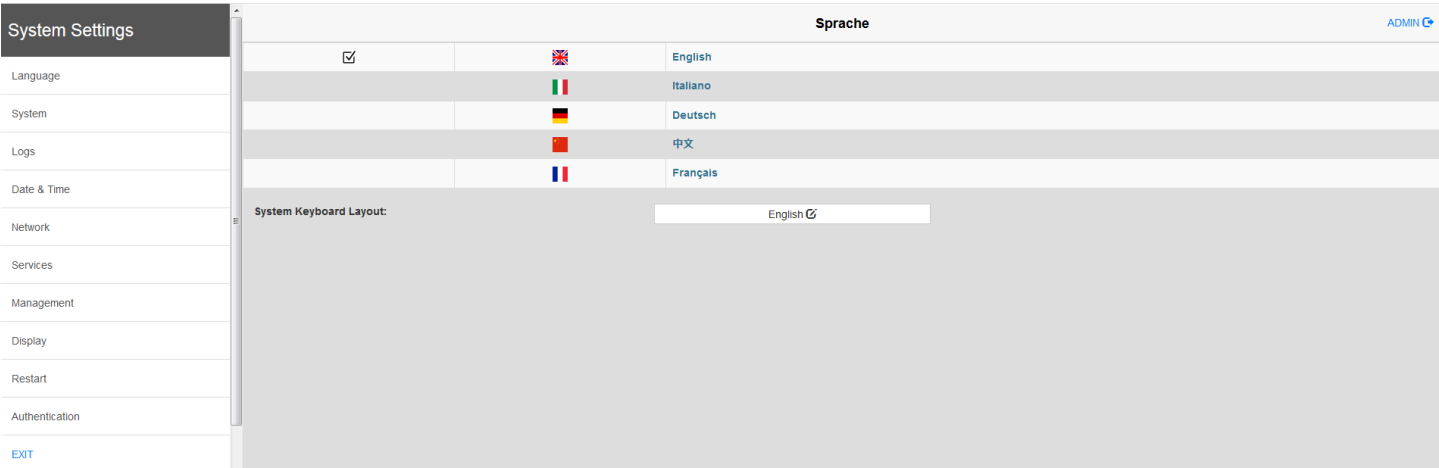 System Settings
Language
System
Logs
Date & Time
Network
Services
Management
Display
Restart
Authentication
EXIT
Sprache
ADMIN
English
Italiano
Deutsch
中文
Français
System Keyboard Layout:
English